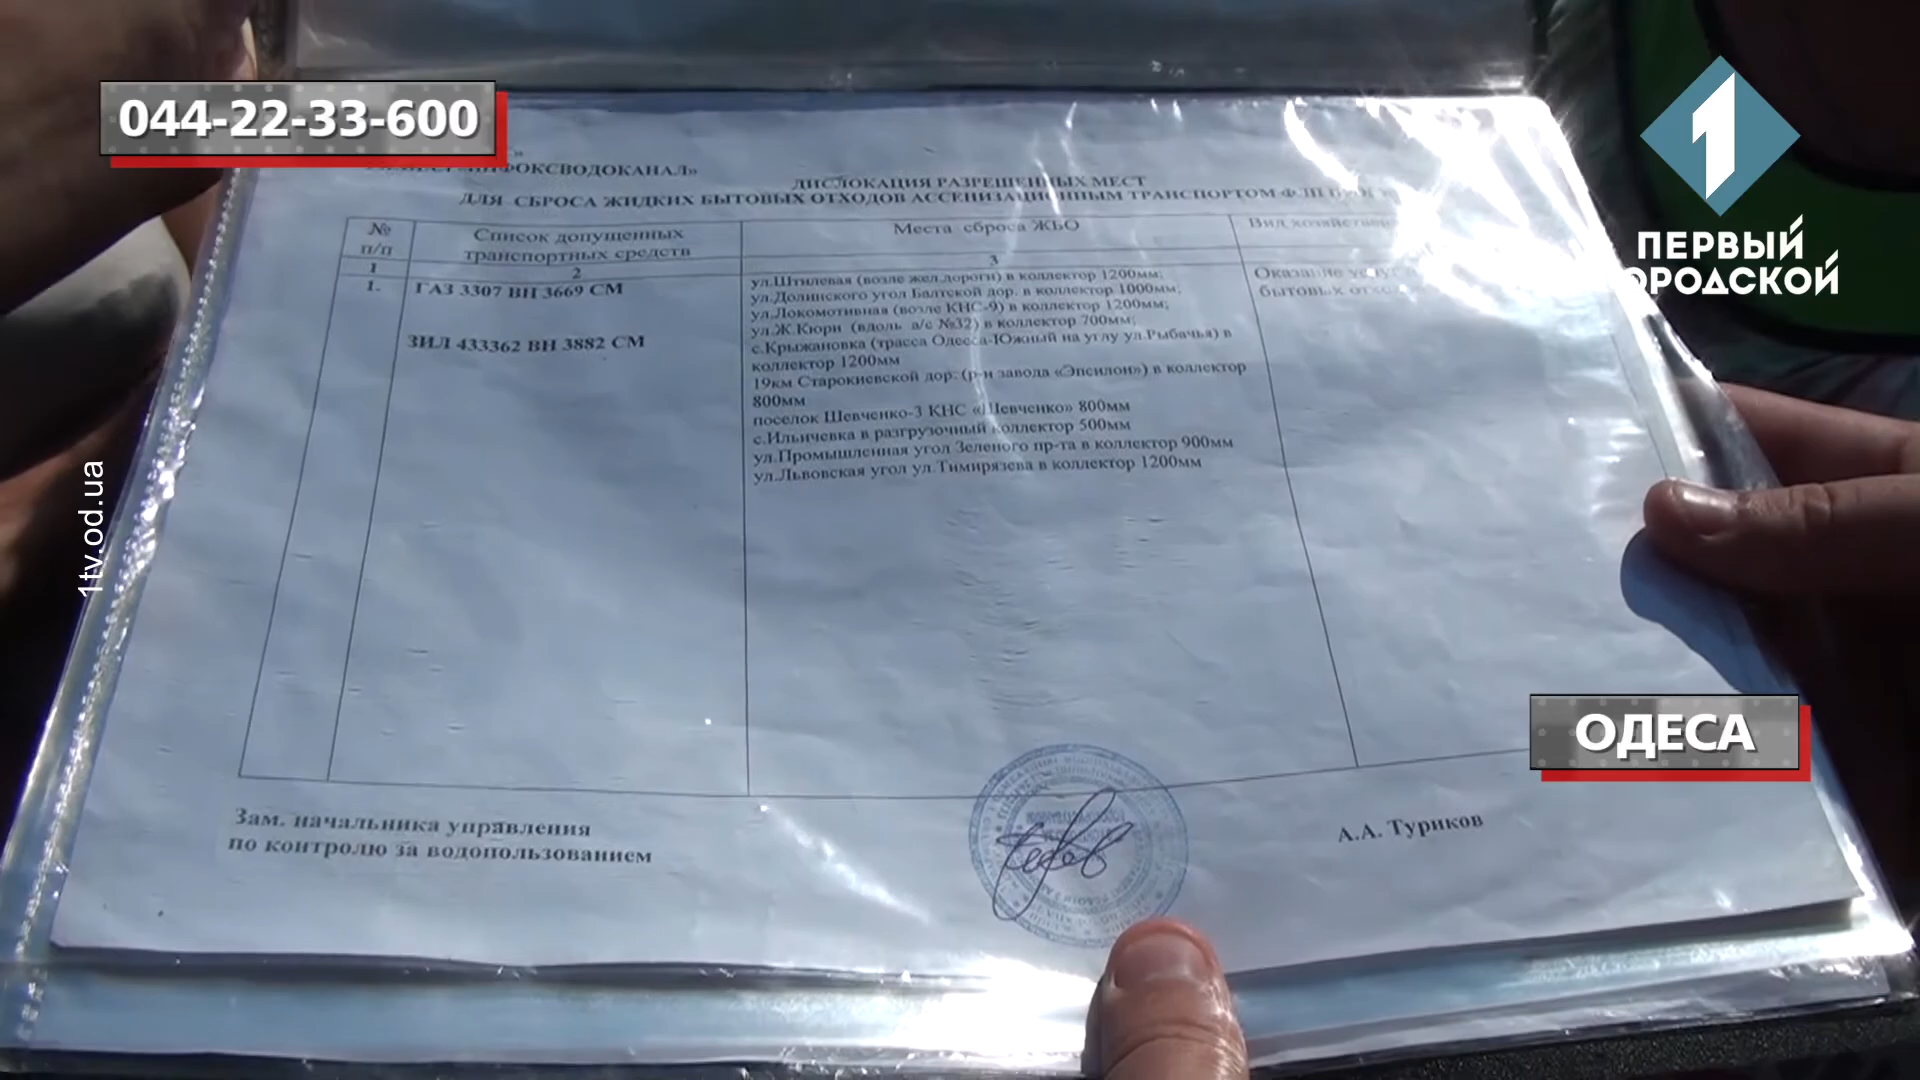 044-22-33-600
1
ПЕРВЫЙ
ГОРОДСКОЙ
1tv.od.ua
ОДЕСА
«ИНФОКСВОДОКАНАЛ»
ДИСЛОКАЦИЯ РАЗРЕШЕННЫХ МЕСТ
ДЛЯ СБРОСА ЖИДКИХ БЫТОВЫХ ОТХОДОВ АССЕНИЗАЦИОННЫМ ТРАНСПОРТОМ ФЛП
№ п/п
Список допущенных
транспортных средств
Места сброса ЖБО
Вид
1
2
3
1.
ГАЗ 3307 ВН 3669 СМ
ЗИЛ 433362 ВН 3882 СМ
ул.Штилевая (возле жел.дороги) в коллектор 1200мм;
ул.Долинского угол Балтской дор. в коллектор 1000мм;
ул.Локомотивная (возле КНС-9) в коллектор 1200мм;
ул.Ж.Кюри (вдоль а/с №32) в коллектор 700мм;
с.Крыжановка (трасса Одесса-Южный на углу ул.Рыбачья) в
коллектор 1200мм
19км Старокиевской дор. (р-н завода «Эпсилон») в коллектор
800мм
поселок Шевченко-3 КНС «Шевченко» 800мм
с.Ильичевка в разгрузочный коллектор 500мм
ул.Промышленная угол Зеленого пр-та в коллектор 900мм
ул.Львовская угол ул.Тимирязева в коллектор 1200мм
Оказание
бытовых
Зам. начальника управления
по контролю за водопользованием
А.А. Туриков